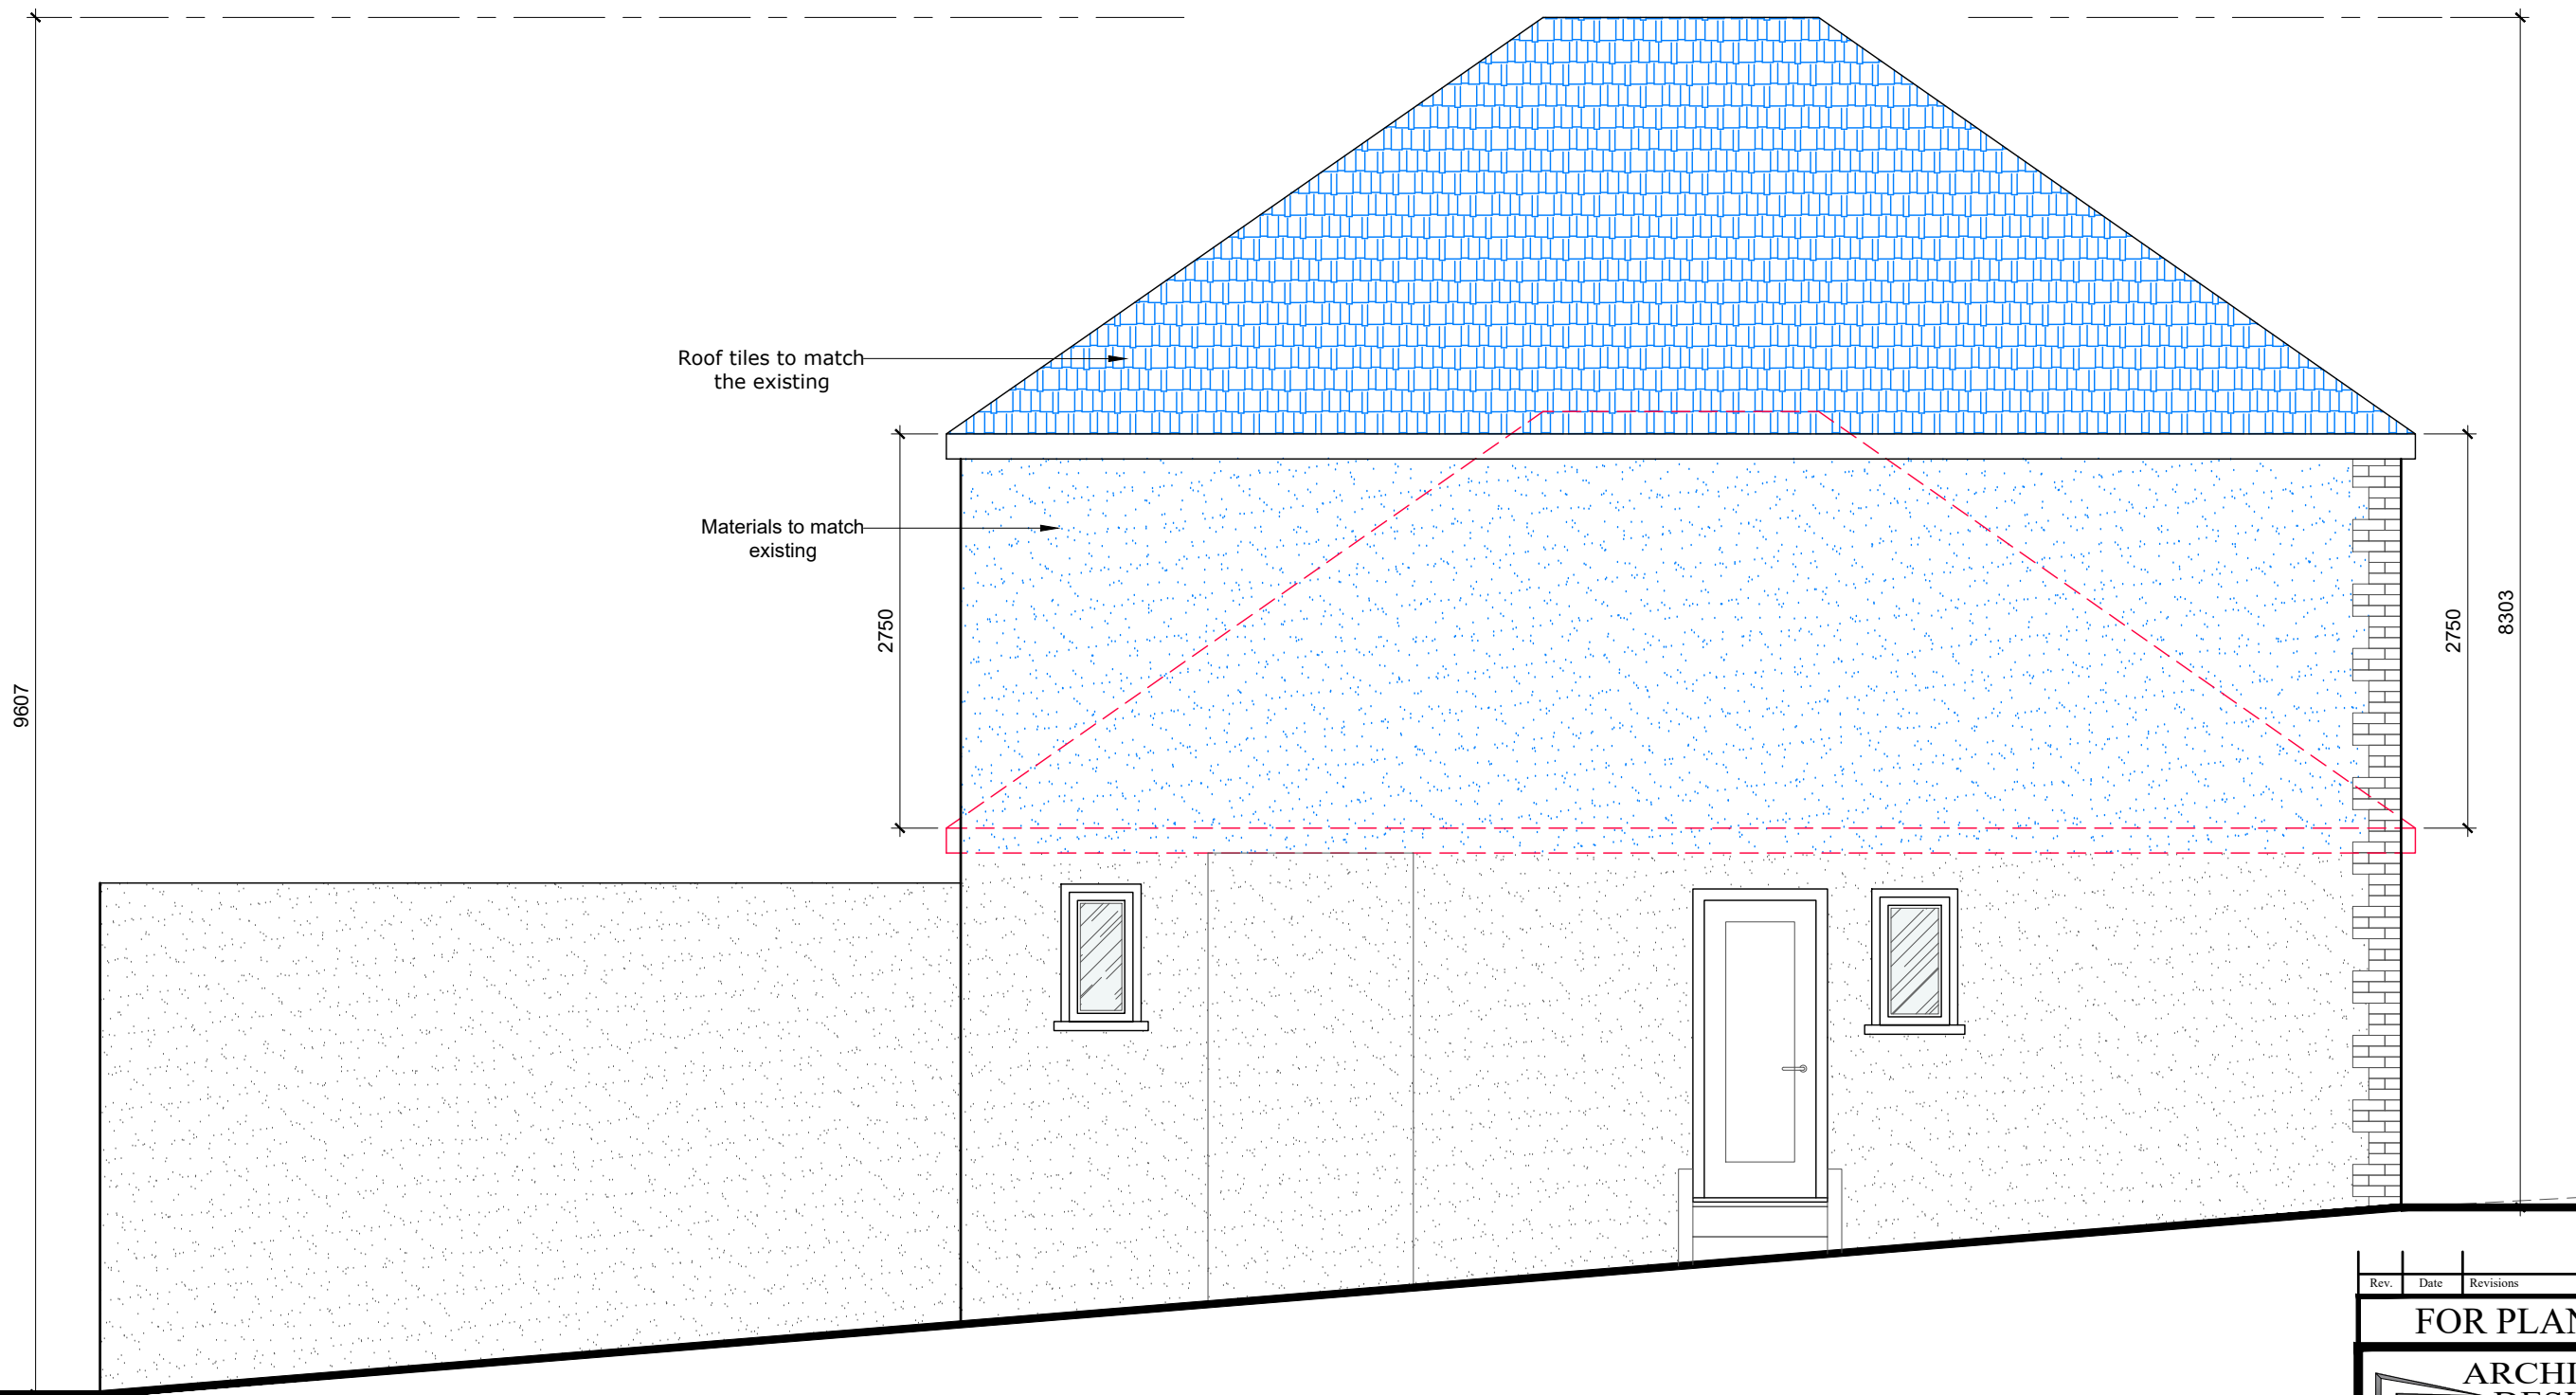 Roof tiles to match
the existing
Materials to match
existing
2750
9607
2750
8303
Rev. Date Revisions
FOR PLAN
ARCHI